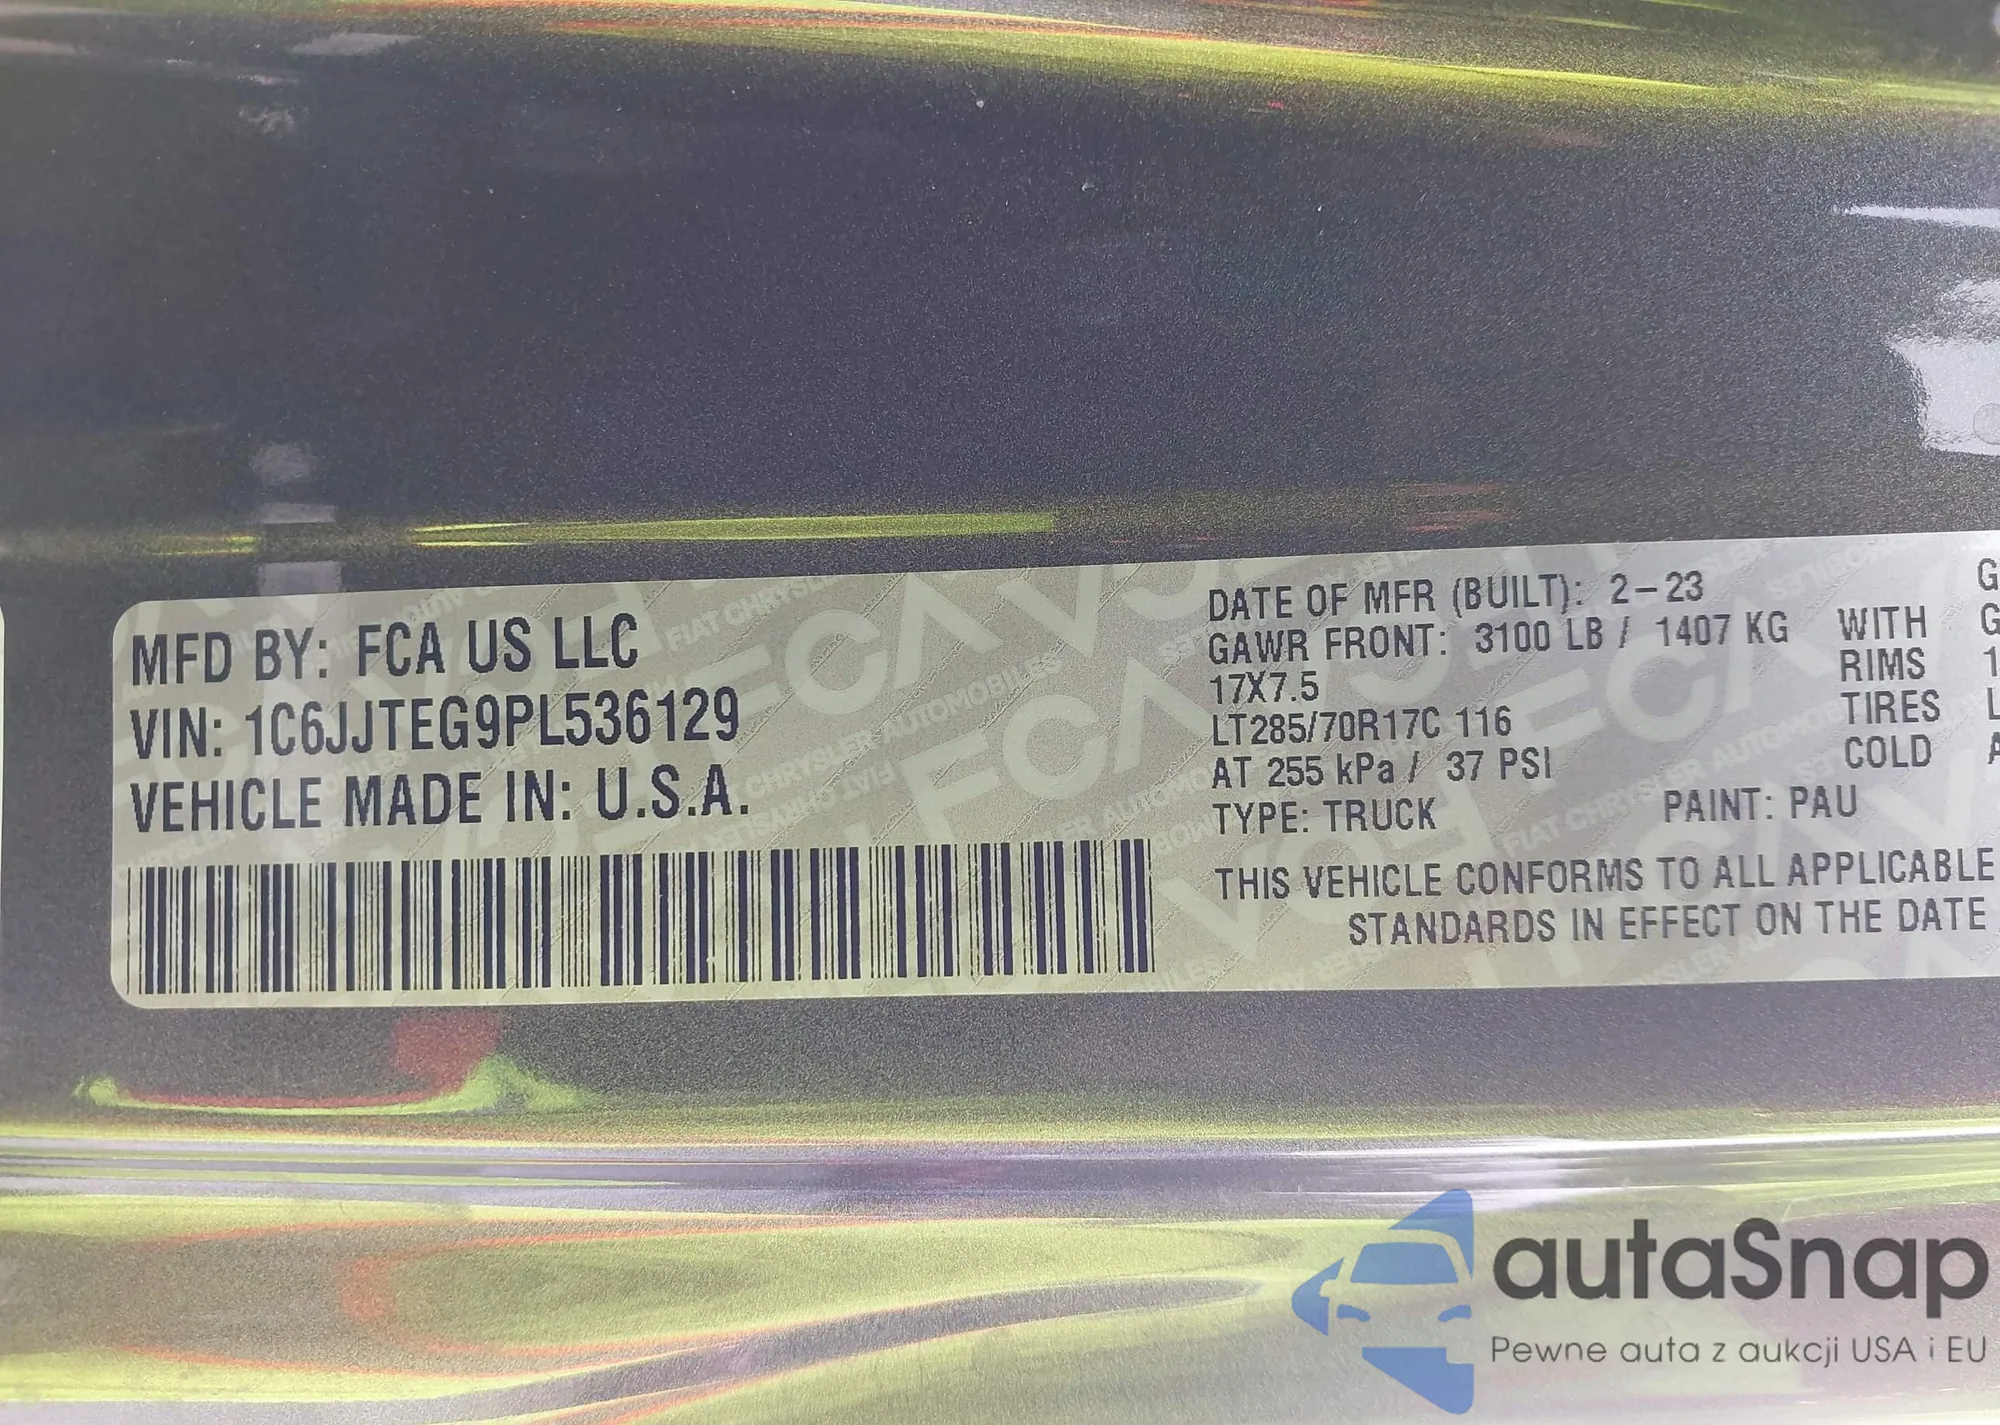 MFD BY: FCA US LLC
VIN: 1C6JJTEG9PL536129
VEHICLE MADE IN: U.S.A.
DATE OF MFR (BUILT): 2-23
GAWR FRONT: 3100 LB / 1407 KG WITH
17X7.5 RIMS
LT285/70R17C 116 TIRES
AT 255 kPa / 37 PSI COLD
TYPE: TRUCK PAINT: PAU
THIS VEHICLE CONFORMS TO ALL APPLICABLE
STANDARDS IN EFFECT ON THE DATE
autaSnap
Pewne auta z aukcji USA i EU